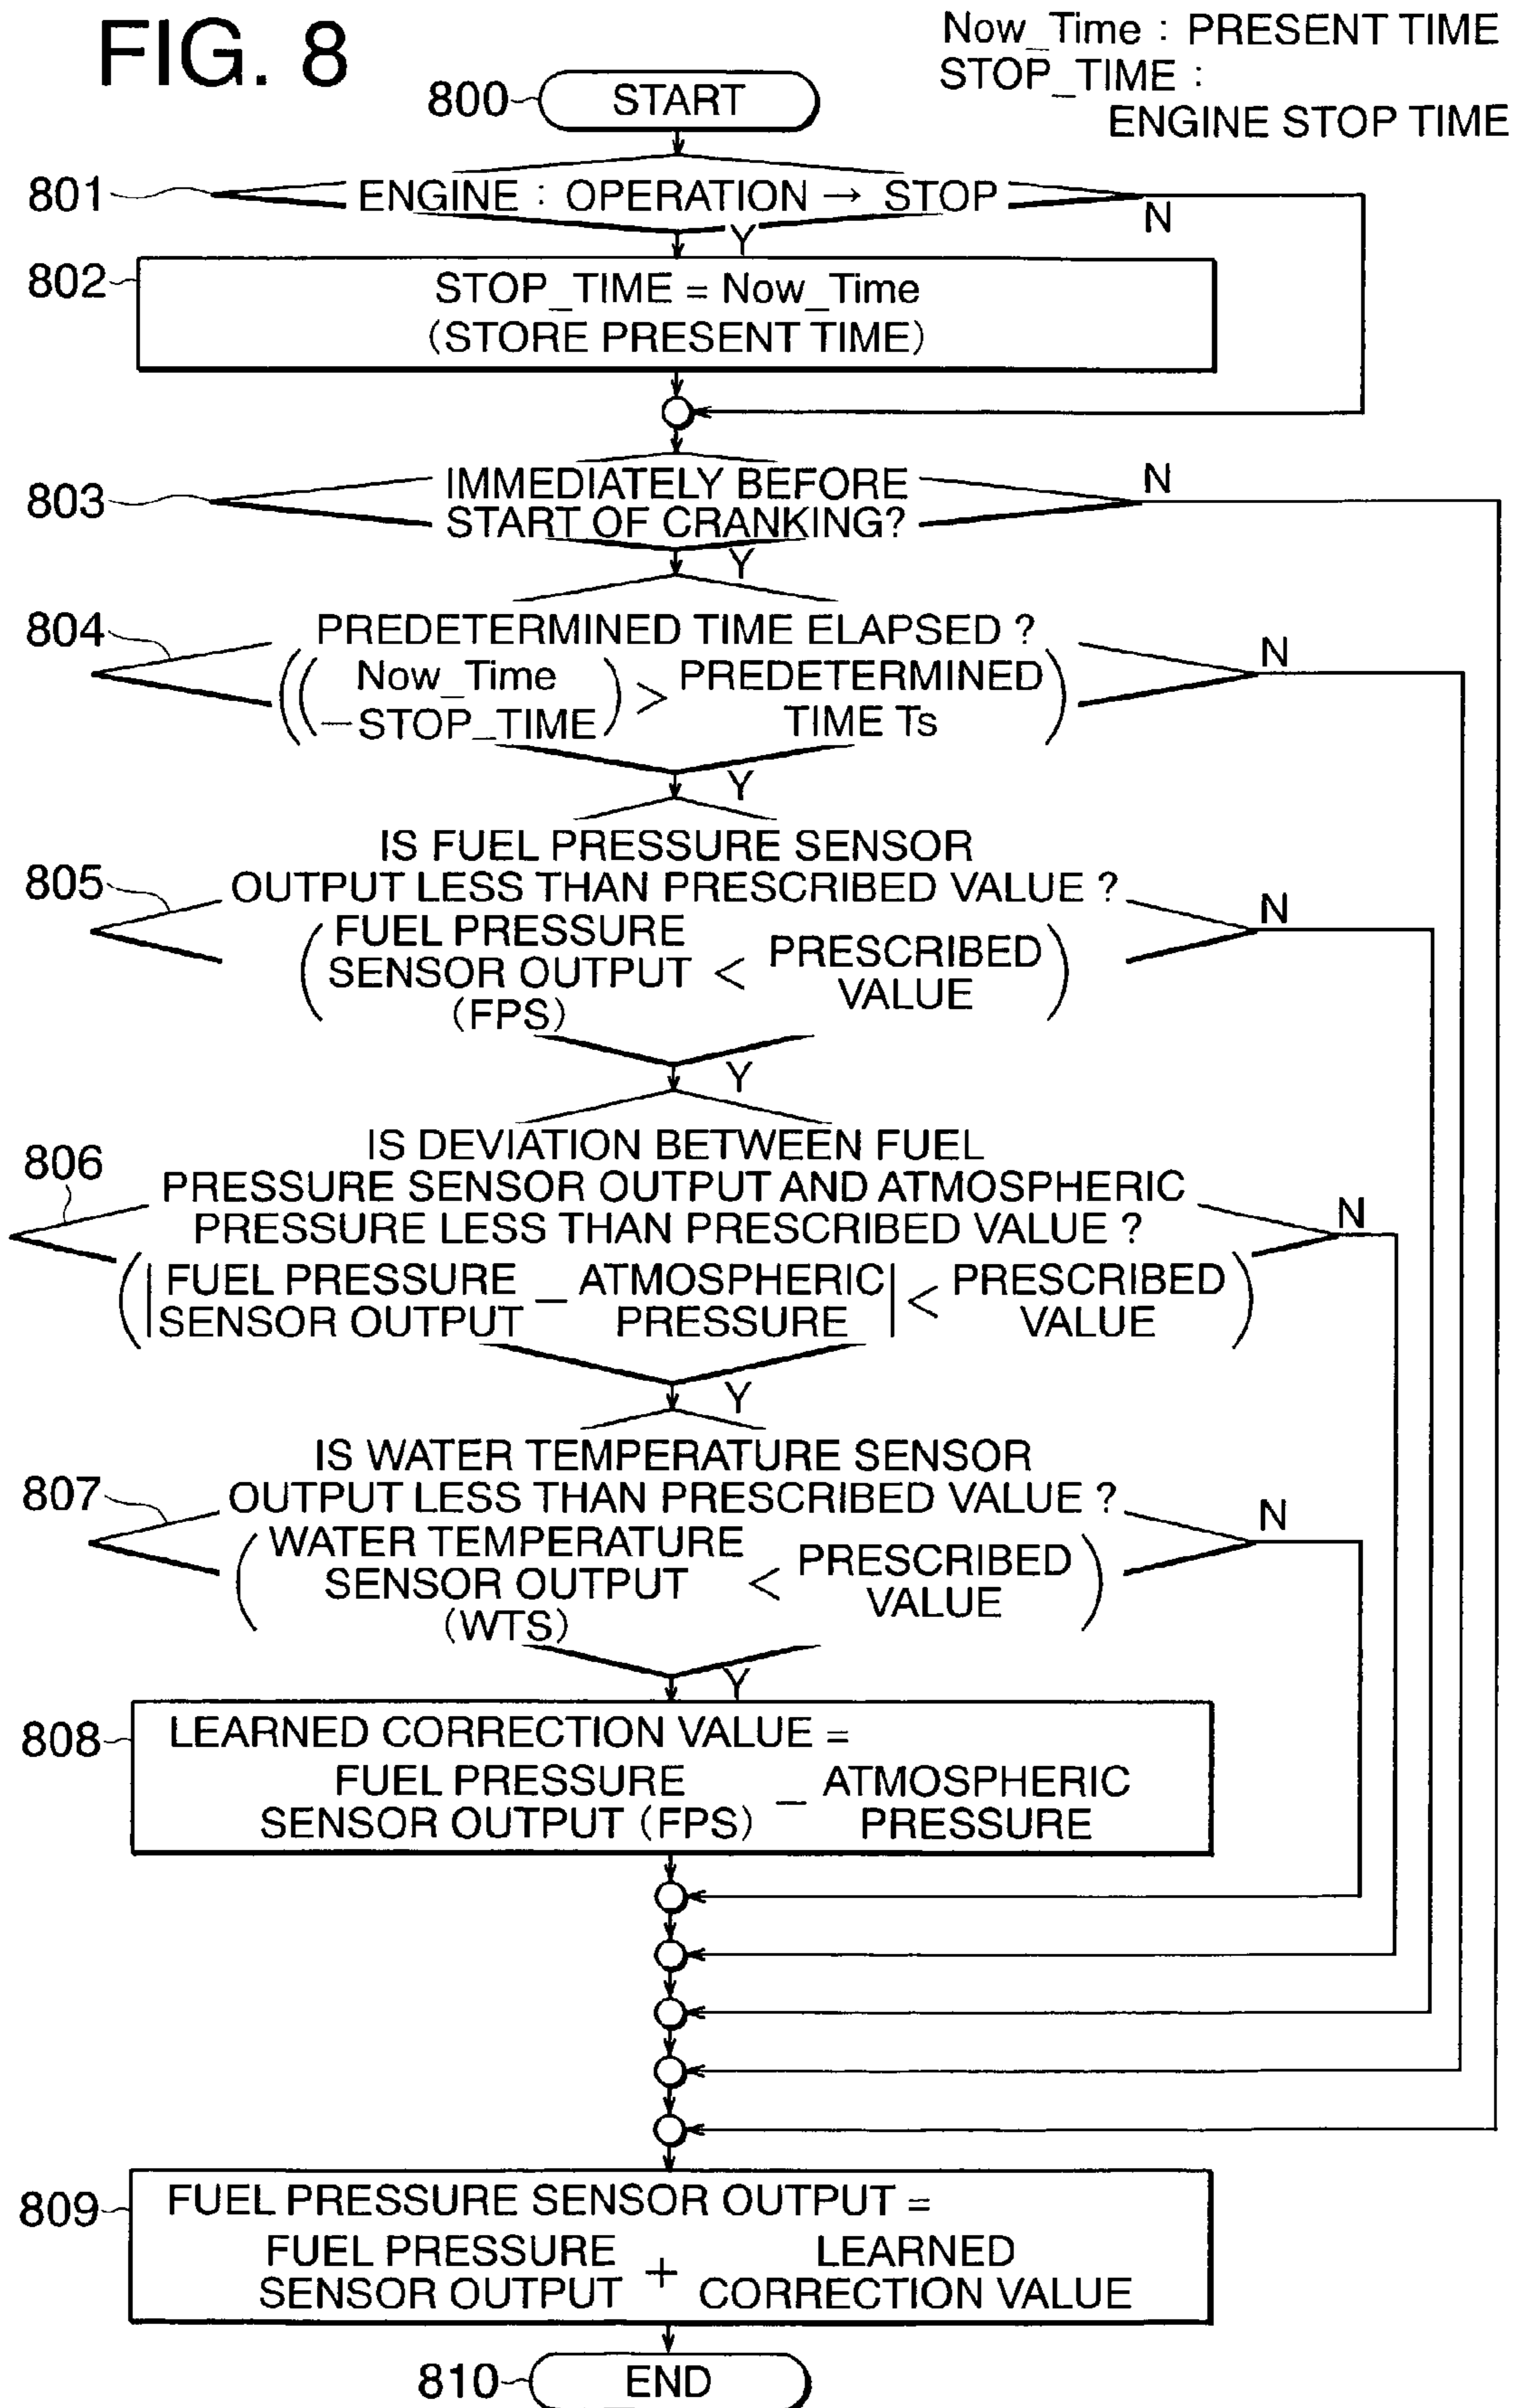 FIG. 8
Now_Time : PRESENT TIME
STOP_TIME :
ENGINE STOP TIME
800
START
801
ENGINE : OPERATION → STOP
N
Y
802
STOP_TIME = Now_Time
(STORE PRESENT TIME)
803
IMMEDIATELY BEFORE
START OF CRANKING?
N
Y
804
PREDETERMINED TIME ELAPSED ?
((Now_Time
−STOP_TIME) > PREDETERMINED
TIME Ts)
N
Y
805
IS FUEL PRESSURE SENSOR
OUTPUT LESS THAN PRESCRIBED VALUE ?
(FUEL PRESSURE
SENSOR OUTPUT
(FPS) < PRESCRIBED
VALUE)
N
Y
806
IS DEVIATION BETWEEN FUEL
PRESSURE SENSOR OUTPUT AND ATMOSPHERIC
PRESSURE LESS THAN PRESCRIBED VALUE ?
(|FUEL PRESSURE
SENSOR OUTPUT − ATMOSPHERIC
PRESSURE| < PRESCRIBED
VALUE)
N
Y
807
IS WATER TEMPERATURE SENSOR
OUTPUT LESS THAN PRESCRIBED VALUE ?
(WATER TEMPERATURE
SENSOR OUTPUT
(WTS) < PRESCRIBED
VALUE)
N
Y
808
LEARNED CORRECTION VALUE =
FUEL PRESSURE
SENSOR OUTPUT (FPS) − ATMOSPHERIC
PRESSURE
809
FUEL PRESSURE SENSOR OUTPUT =
FUEL PRESSURE
SENSOR OUTPUT + LEARNED
CORRECTION VALUE
810
END